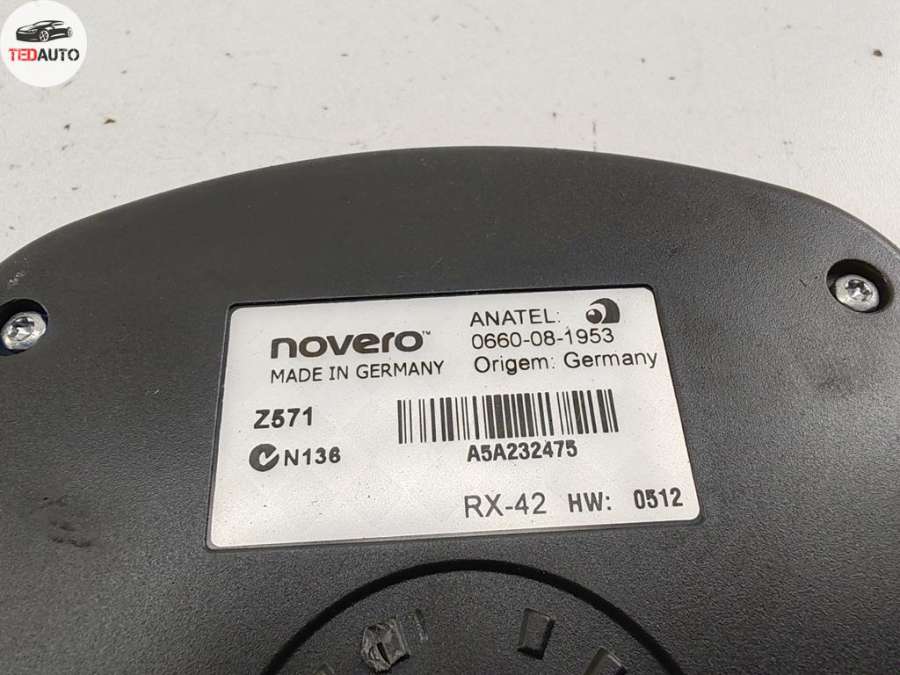 TEDAUTO
novero™
MADE IN GERMANY
ANATEL:
0660-08-1953
Origem: Germany
Z571
N136
A5A232475
RX-42 HW: 0512